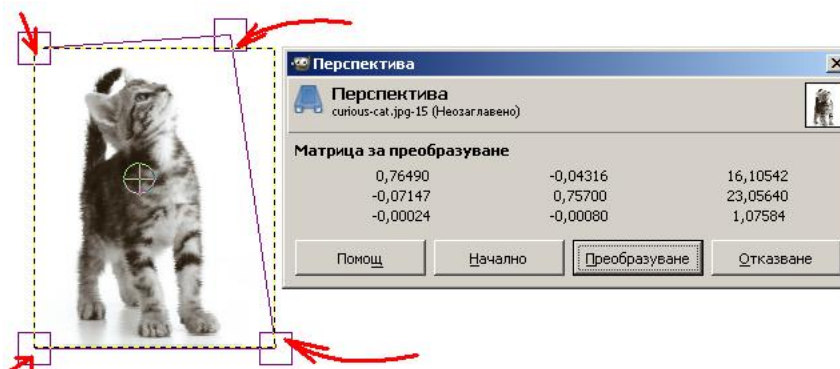 Перспектива
Перспектива
curious-cat.jpg-15 (Неозаглавено)
Матрица за преобразуване
0,76490 -0,04316 16,10542
-0,07147 0,75700 23,05640
-0,00024 -0,00080 1,07584
Помощ Начално Преобразуване Отказване